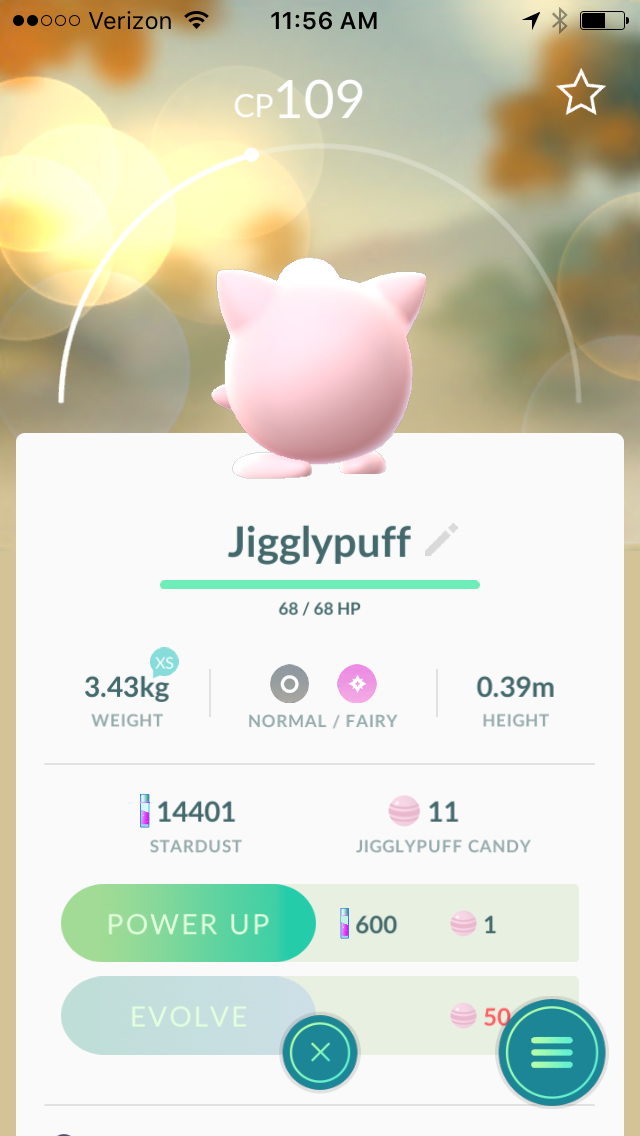 Verizon 11:56 AM
CP109
Jigglypuff
68 / 68 HP
XS
3.43kg 0.39m
WEIGHT NORMAL / FAIRY HEIGHT
14401 11
STARDUST JIGGLYPUFF CANDY
POWER UP 600 1
EVOLVE 50